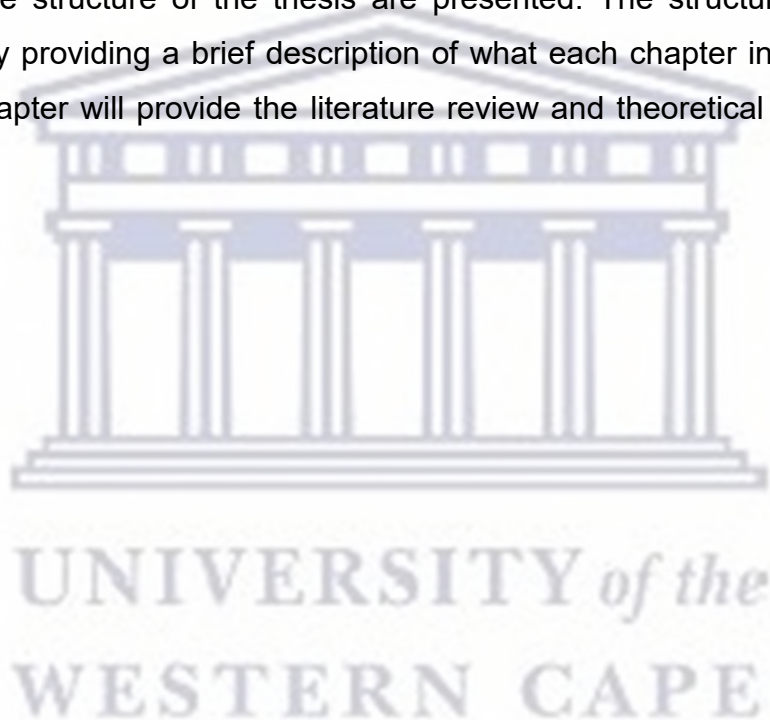 e structure of the thesis are presented. The structu
y providing a brief description of what each chapter in
apter will provide the literature review and theoretical
UNIVERSITY of the
WESTERN CAPE